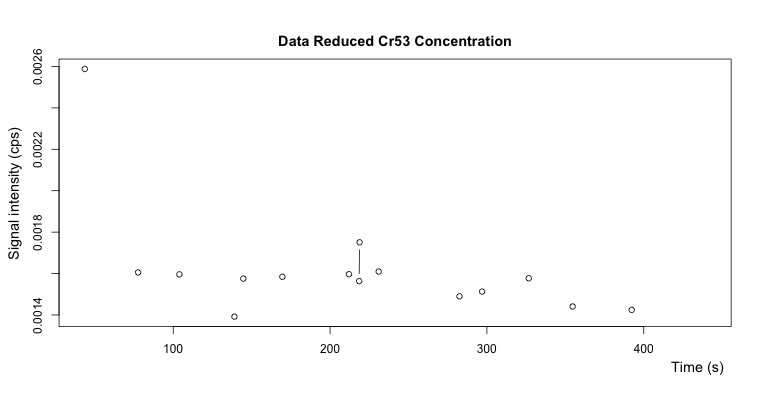 Data Reduced Cr53 Concentration
Signal intensity (cps)
0.0026
0.0022
0.0018
0.0014
100 200 300 400
Time (s)